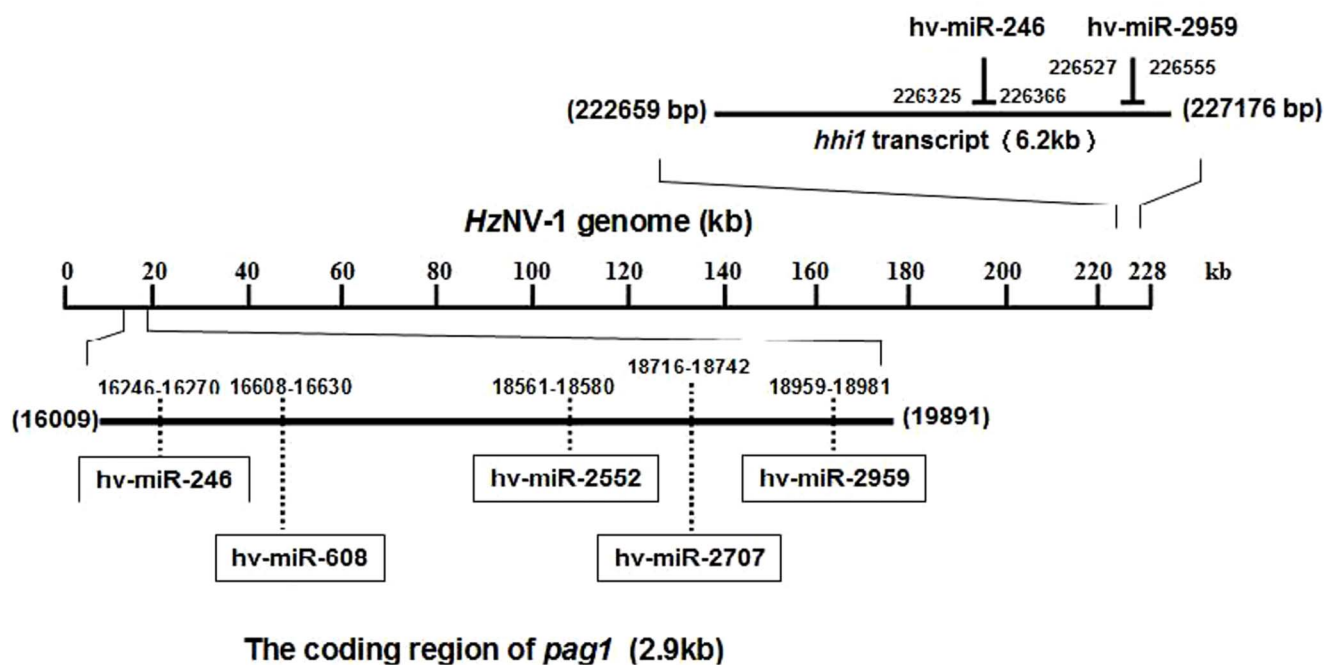 hv-miR-246 hv-miR-2959
226527 226555
226325 226366
(222659 bp) (227176 bp)
hhi1 transcript (6.2kb)
HzNV-1 genome (kb)
0 20 40 60 80 100 120 140 160 180 200 220 228 kb
18716-18742
16246-16270 16608-16630 18561-18580 18959-18981
(16009) (19891)
hv-miR-246 hv-miR-2552 hv-miR-2959
hv-miR-608 hv-miR-2707
The coding region of pag1 (2.9kb)